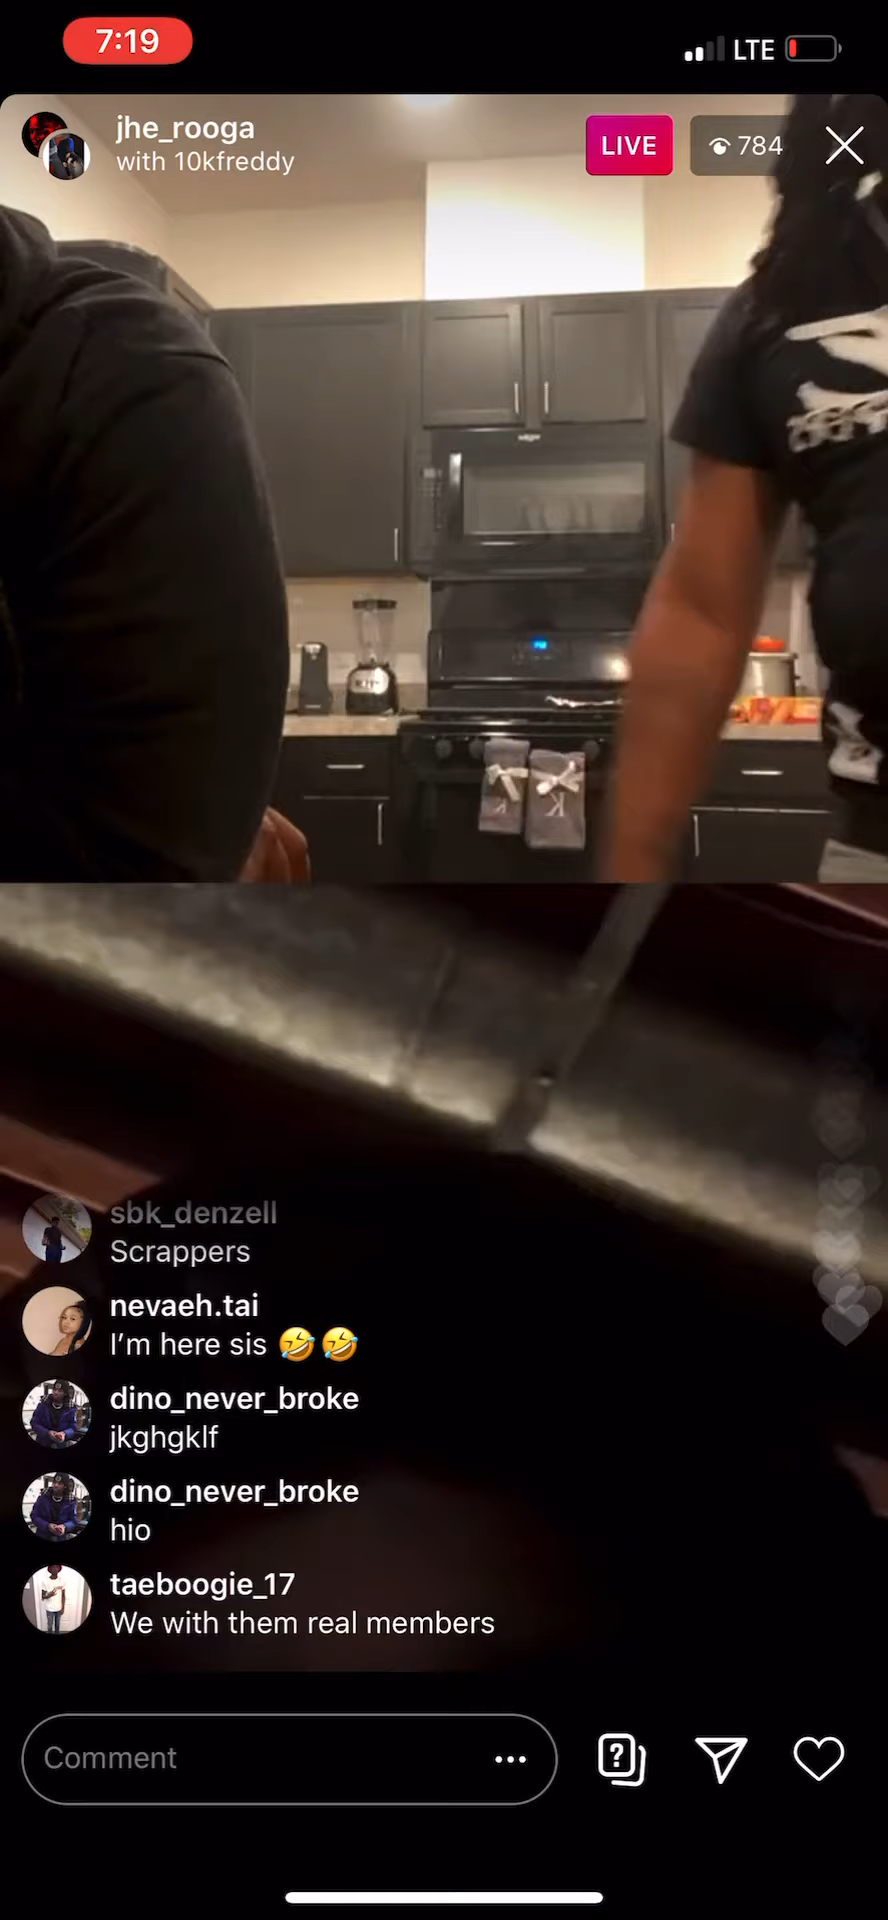 7:19
LTE
jhe_rooga
with 10kfreddy
LIVE
784
K
sbk_denzell
Scrappers
nevaeh.tai
I'm here sis 🤣🤣
dino_never_broke
jkghgklf
dino_never_broke
hio
taeboogie_17
We with them real members
Comment